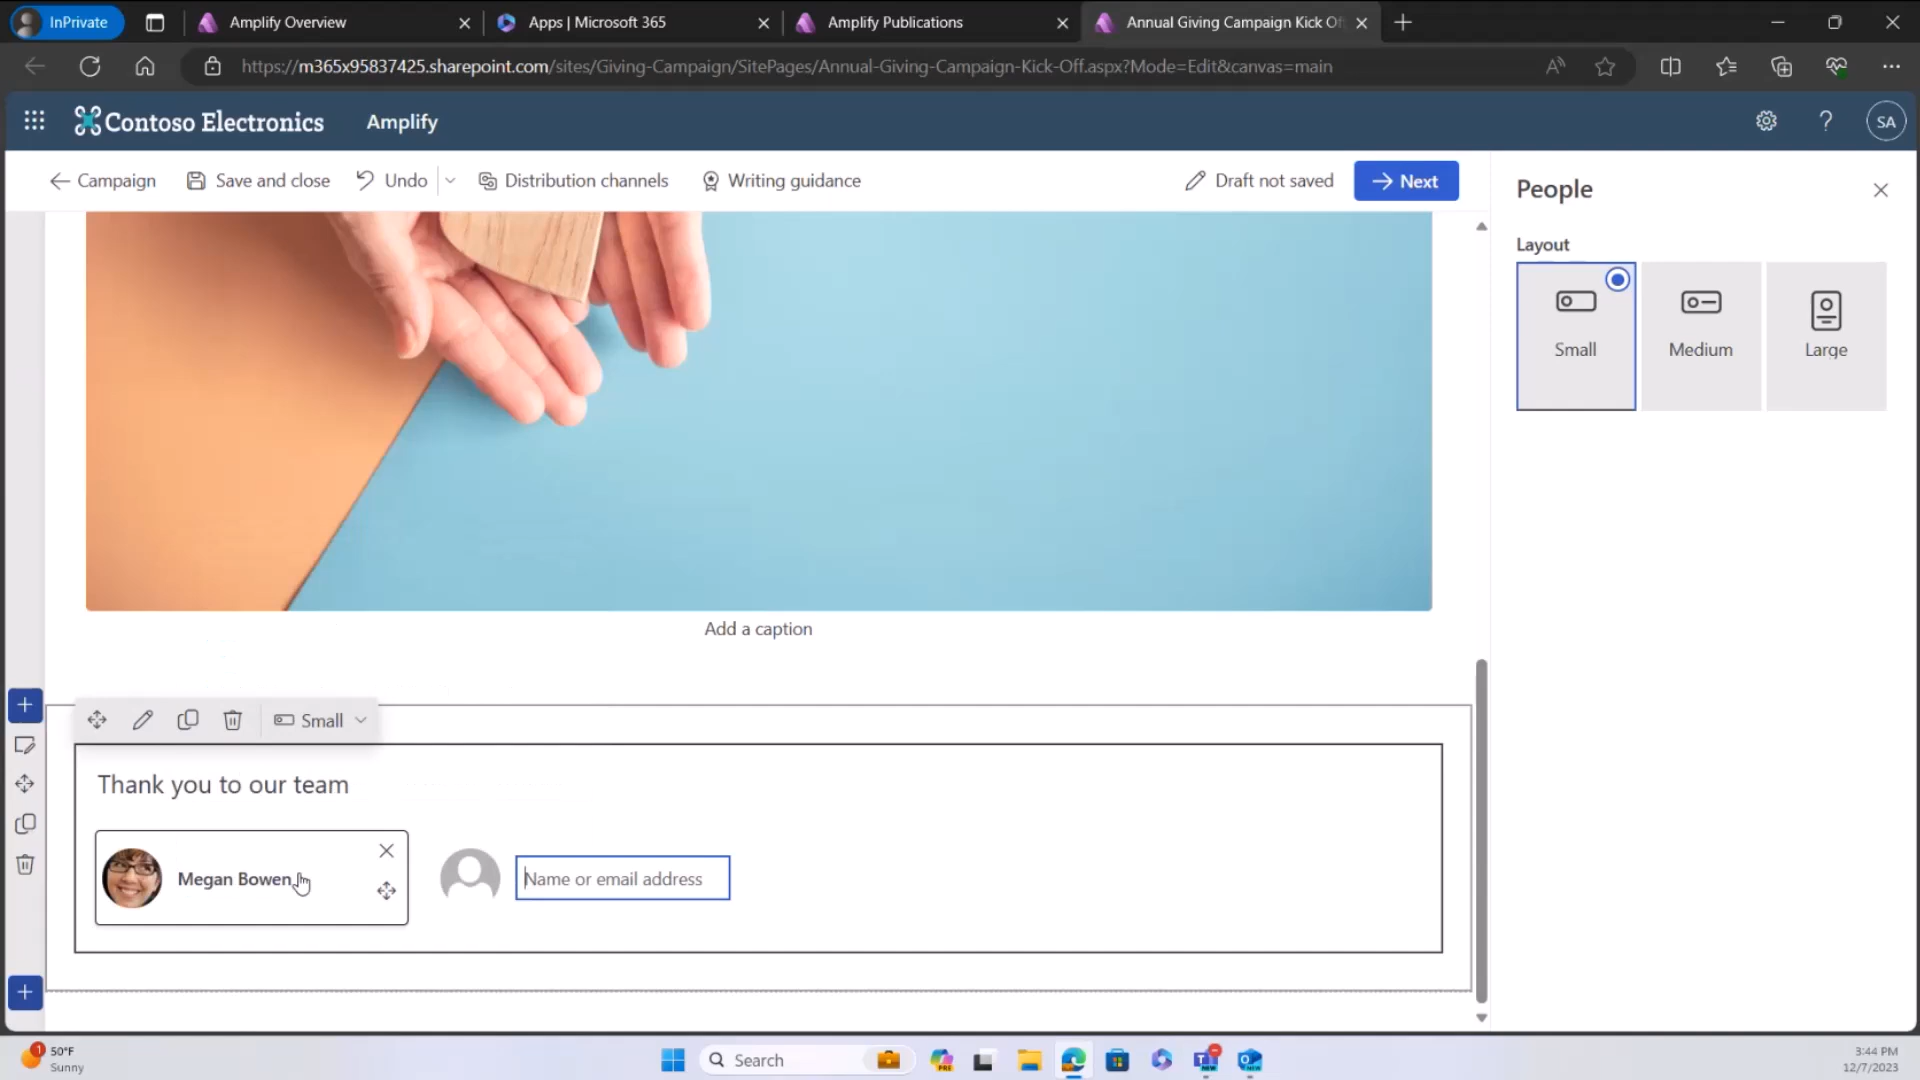 InPrivate
Amplify Overview
Apps | Microsoft 365
Amplify Publications
Annual Giving Campaign Kick Of
https://m365x95837425.sharepoint.com/sites/Giving-Campaign/SitePages/Annual-Giving-Campaign-Kick-Off.aspx?Mode=Edit&canvas=main
Contoso Electronics
Amplify
SA
Campaign
Save and close
Undo
Distribution channels
Writing guidance
Draft not saved
Next
People
Layout
Small
Medium
Large
Add a caption
Small
Thank you to our team
Megan Bowen
Name or email address
1
50°F
Sunny
Search
PRE
NEW
NEW
3:44 PM
12/7/2023